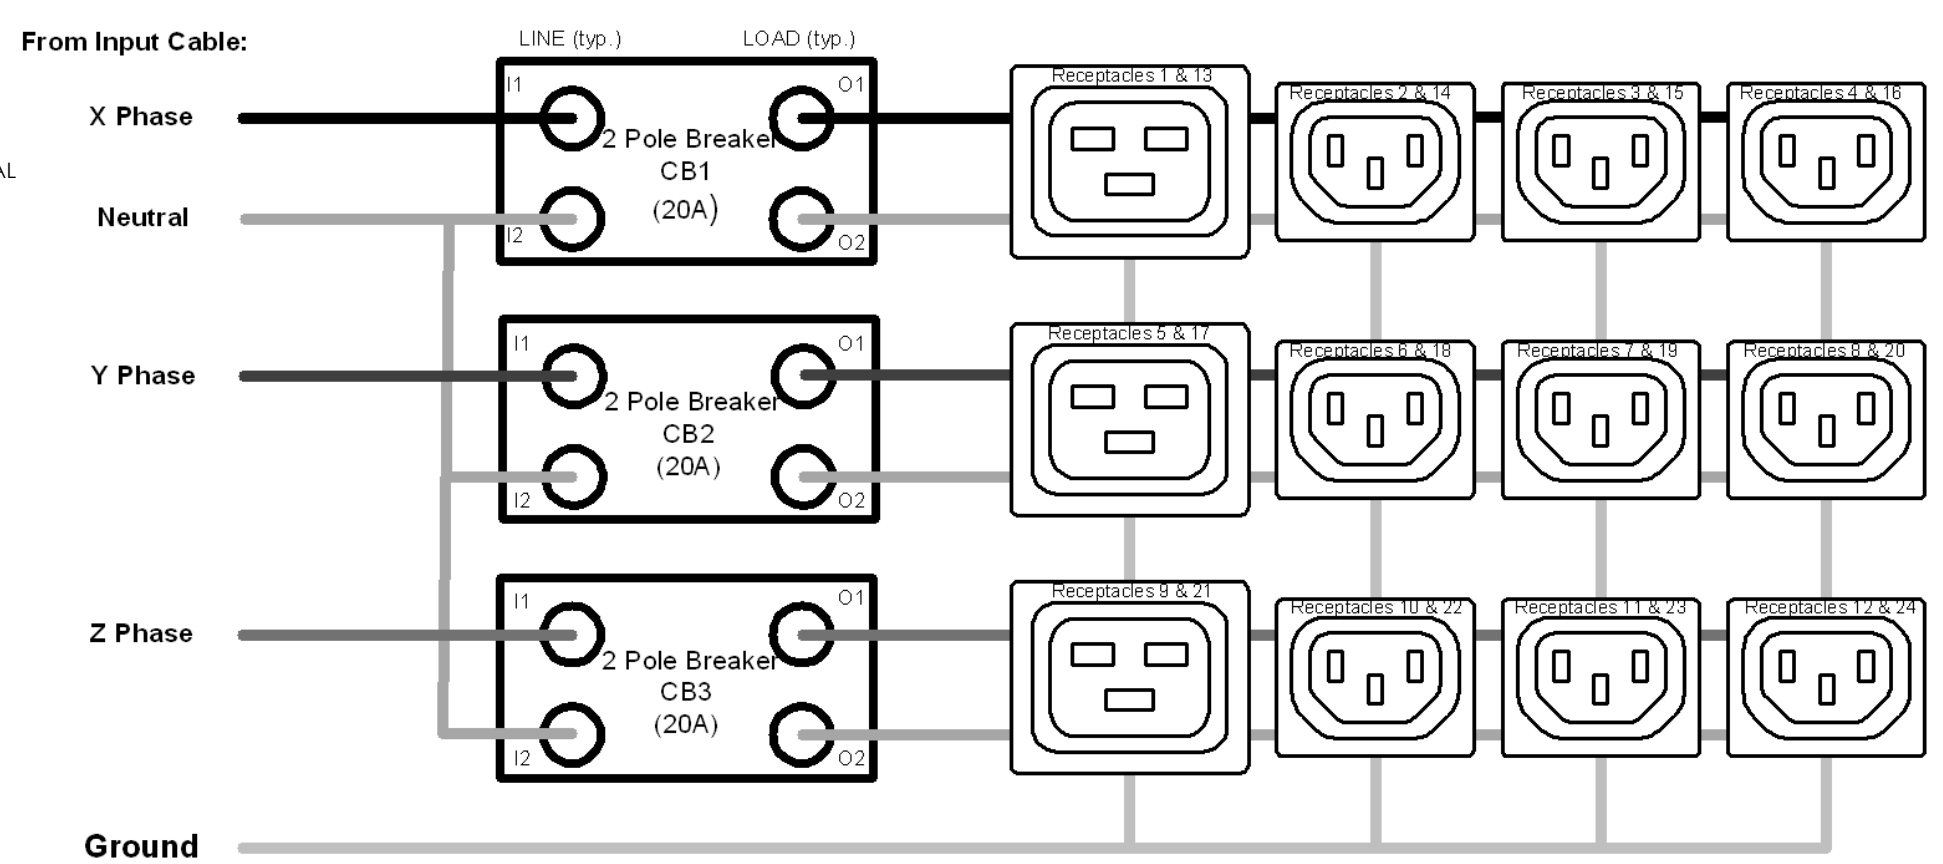 From Input Cable:
LINE (typ.)
LOAD (typ.)
X Phase
I1
O1
2 Pole Breaker
CB1
(20A)
I2
O2
Receptacles 1 & 13
Receptacles 2 & 14
Receptacles 3 & 15
Receptacles 4 & 16
AL
Neutral
Y Phase
I1
O1
2 Pole Breaker
CB2
(20A)
I2
O2
Receptacles 5 & 17
Receptacles 6 & 18
Receptacles 7 & 19
Receptacles 8 & 20
Z Phase
I1
O1
2 Pole Breaker
CB3
(20A)
I2
O2
Receptacles 9 & 21
Receptacles 10 & 22
Receptacles 11 & 23
Receptacles 12 & 24
Ground